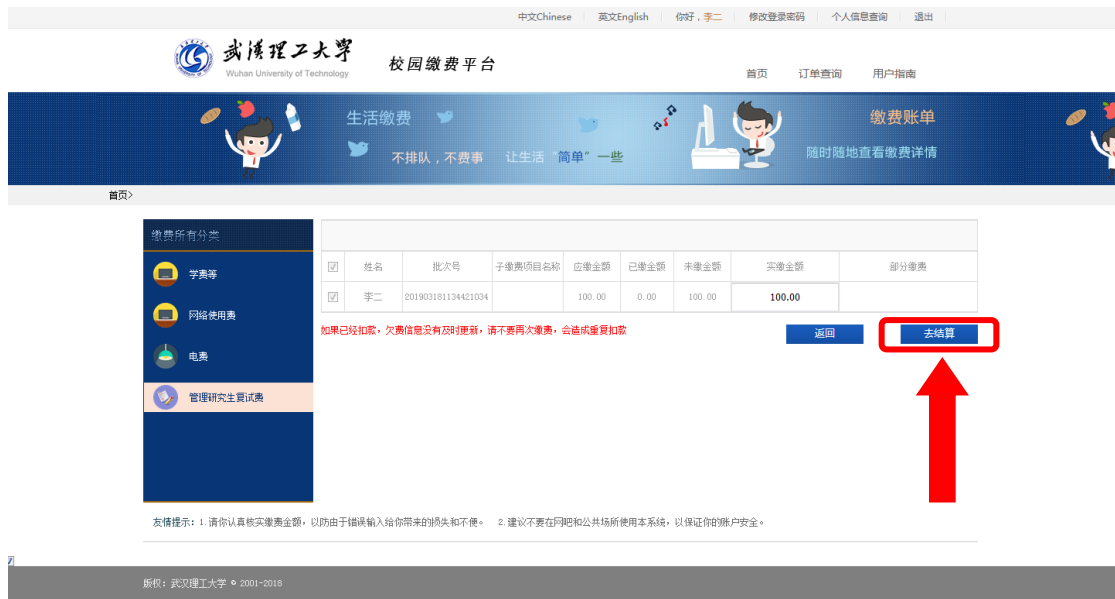 中文Chinese 英文English 你好，李二 修改登录密码 个人信息查询 退出
武汉理工大学
Wuhan University of Technology
校园缴费平台
首页 订单查询 用户指南
生活缴费
不排队，不费事 让生活“简单”一些
缴费账单
随时随地查看缴费详情
首页>
缴费所有分类
学费等
网络使用费
电费
管理研究生复试费
姓名 批次号 子缴费项目名称 应缴金额 已缴金额 未缴金额 实缴金额 部分缴费
李二 201903181134421034 100.00 0.00 100.00 100.00
如果已经扣款，欠费信息没有及时更新，请不要再次缴费，会造成重复扣款
返回 去结算
友情提示：1.请你认真核实缴费金额，以防由于错误输入给你带来的损失和不便。 2.建议不要在网吧和公共场所使用本系统，以保证你的账户安全。
版权：武汉理工大学 © 2001-2018